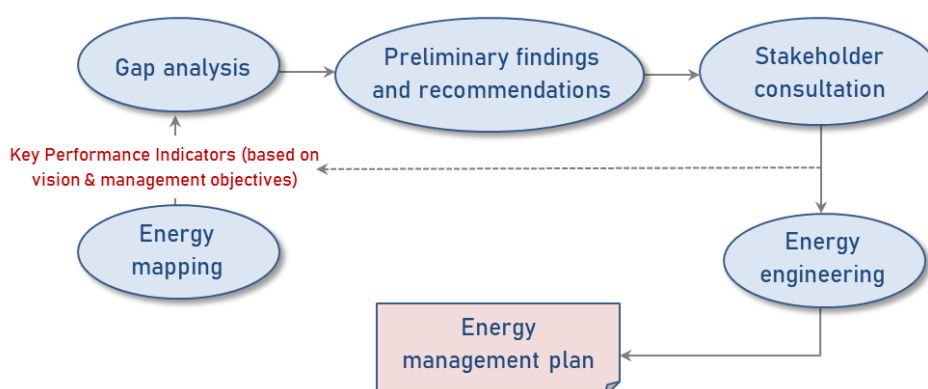 Gap analysis
Preliminary findings
and recommendations
Stakeholder
consultation
Key Performance Indicators (based on
vision & management objectives)
Energy
mapping
Energy
engineering
Energy
management plan